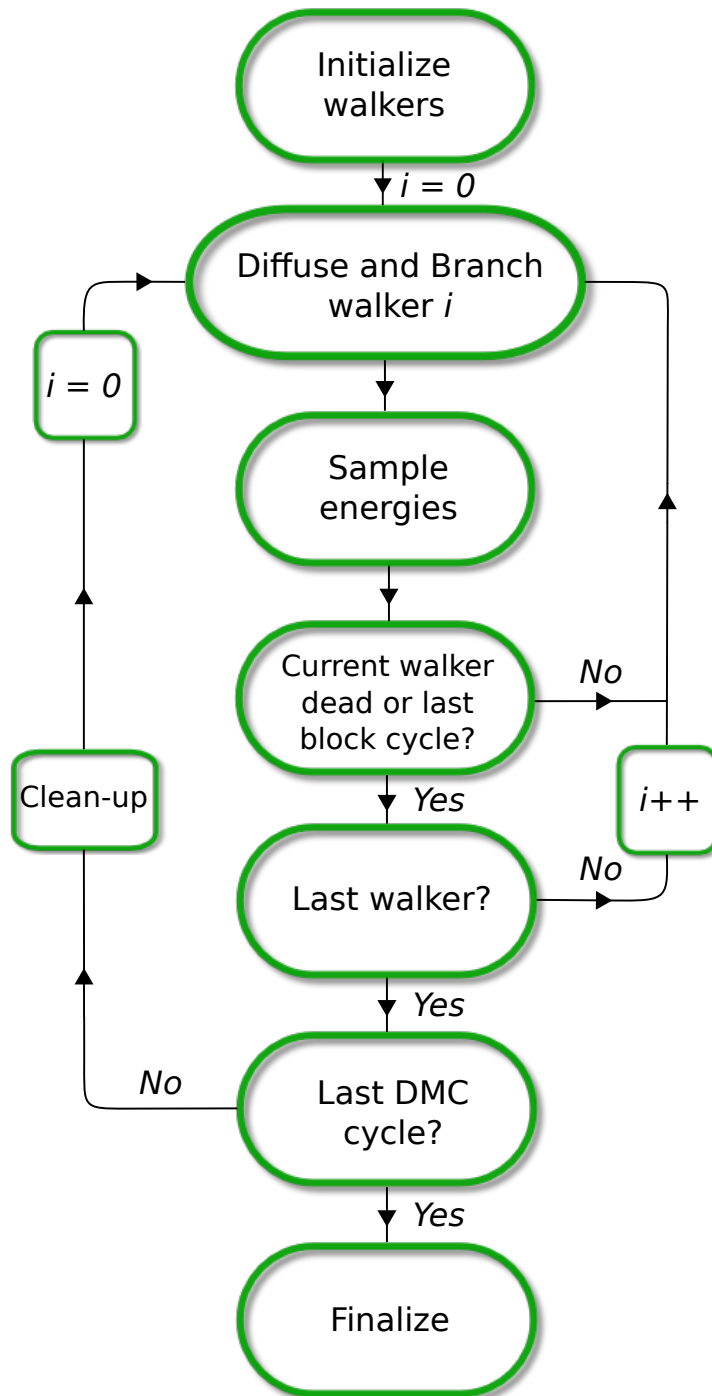 Initialize
walkers
i = 0
Diffuse and Branch
walker i
i = 0
Sample
energies
Current walker
dead or last
block cycle?
No
Yes
Clean-up
i++
Last walker?
No
Yes
Last DMC
cycle?
No
Yes
Finalize